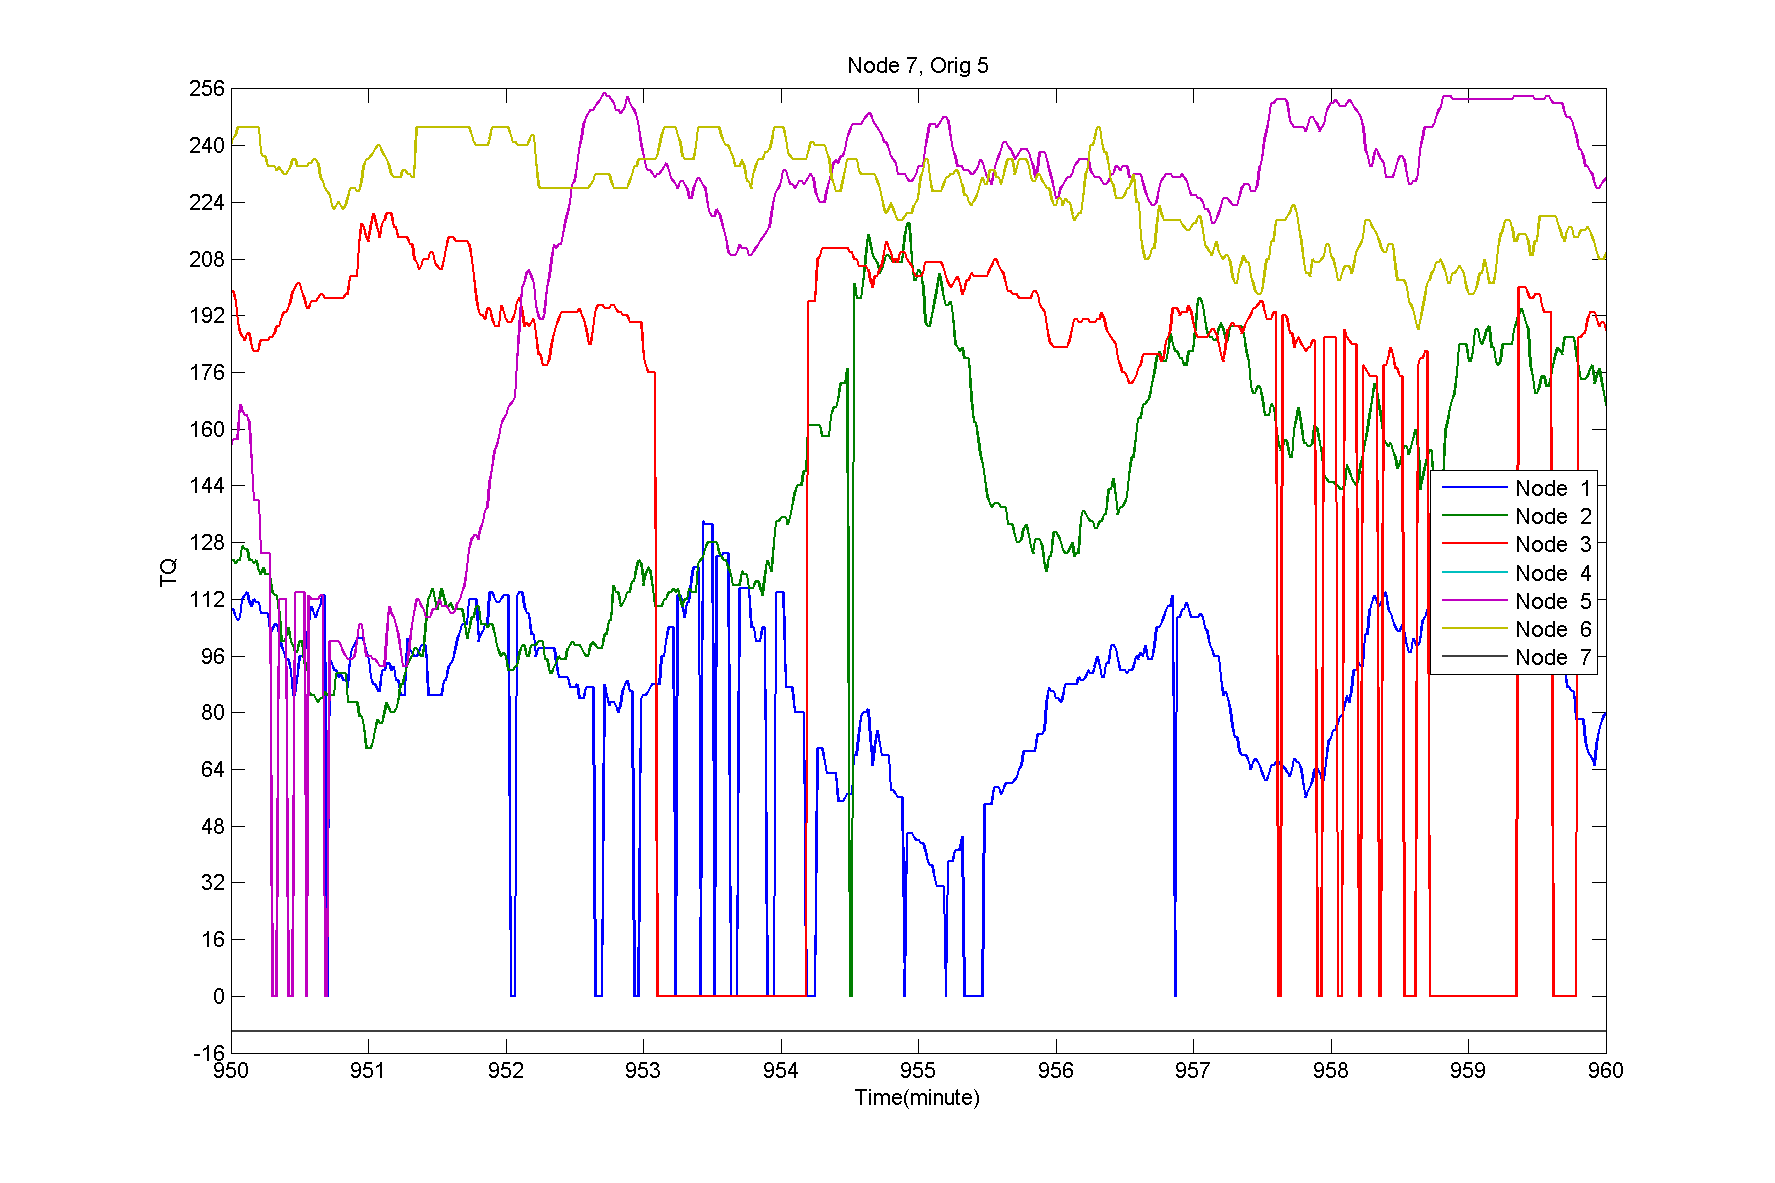 Node 7, Orig 5
256
240
224
208
192
176
160
144
128
112
96
80
64
48
32
16
0
-16
TQ
Node 1
Node 2
Node 3
Node 4
Node 5
Node 6
Node 7
950 951 952 953 954 955 956 957 958 959 960
Time(minute)